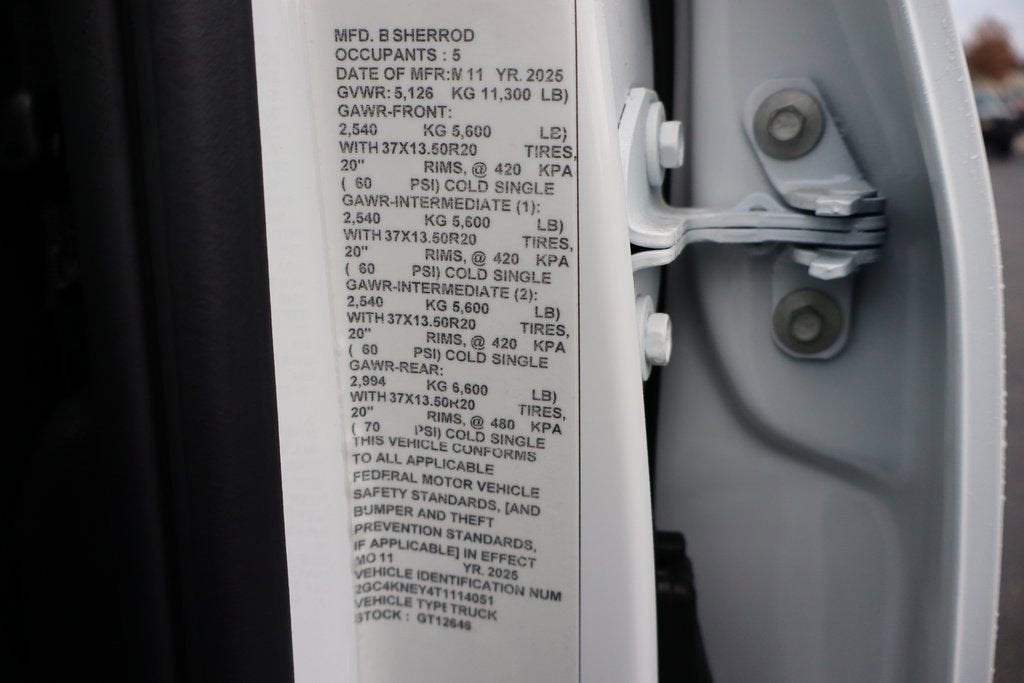 MFD. B SHERROD
OCCUPANTS : 5
DATE OF MFR:M 11 YR. 2025
GVWR: 5,126 KG 11,300 LB)
GAWR-FRONT:
2,540 KG 5,600 LB)
WITH 37X13.50R20 TIRES,
20" RIMS, @ 420 KPA
( 60 PSI) COLD SINGLE
GAWR-INTERMEDIATE (1):
2,540 KG 5,600 LB)
WITH 37X13.50R20 TIRES,
20" RIMS, @ 420 KPA
( 60 PSI) COLD SINGLE
GAWR-INTERMEDIATE (2):
2,540 KG 5,600 LB)
WITH 37X13.50R20 TIRES,
20" RIMS, @ 420 KPA
( 60 PSI) COLD SINGLE
GAWR-REAR:
2,994 KG 6,600 LB)
WITH 37X13.50R20 TIRES,
20" RIMS, @ 480 KPA
( 70 PSI) COLD SINGLE
THIS VEHICLE CONFORMS
TO ALL APPLICABLE
FEDERAL MOTOR VEHICLE
SAFETY STANDARDS, [AND
BUMPER AND THEFT
PREVENTION STANDARDS,
IF APPLICABLE] IN EFFECT
MO 11 YR. 2025
VEHICLE IDENTIFICATION NUM
2GC4KNEY4T1114051
VEHICLE TYPE TRUCK
STOCK : GT12646